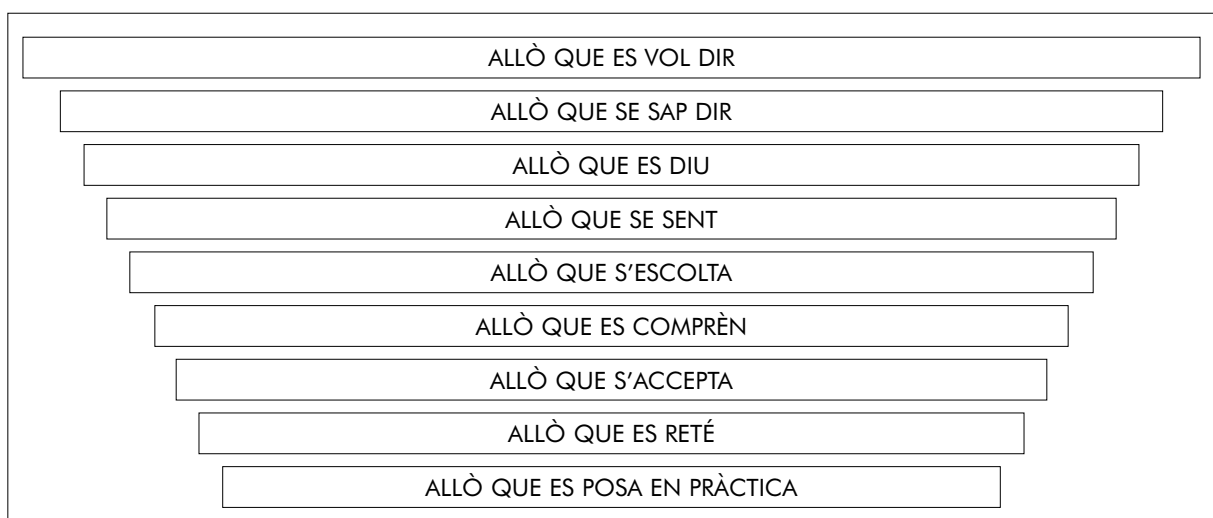 ALLÒ QUE ES VOL DIR
ALLÒ QUE SE SAP DIR
ALLÒ QUE ES DIU
ALLÒ QUE SE SENT
ALLÒ QUE S’ESCOLTA
ALLÒ QUE ES COMPRÈN
ALLÒ QUE S’ACCEPTA
ALLÒ QUE ES RETÉ
ALLÒ QUE ES POSA EN PRÀCTICA